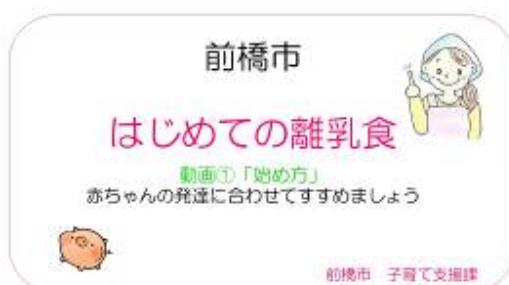 前橋市
はじめての離乳食
動画①「始め方」
赤ちゃんの発達に合わせてすすめましょう
前橋市 子育て支援課